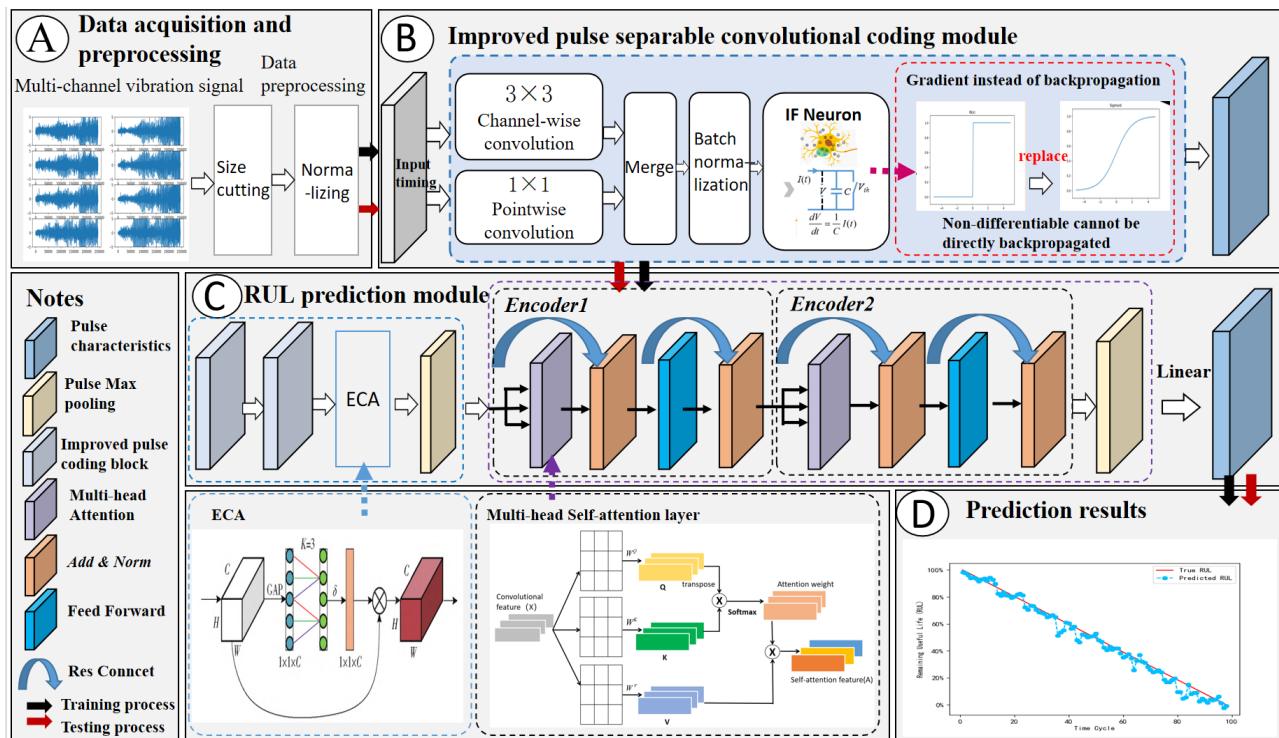 A
Data acquisition and
preprocessing
Multi-channel vibration signal
Data
preprocessing
Size
cutting
Norma
-lizing
B
Improved pulse separable convolutional coding module
Input
timing
3×3
Channel-wise
convolution
1×1
Pointwise
convolution
Merge
Batch
norma-
lization
IF Neuron
I(t)
V
C
V_th
dV/dt = 1/C I(t)
Gradient instead of backpropagation
replace
Sigmoid
Non-differentiable cannot be
directly backpropagated
Notes
Pulse
characteristics
Pulse Max
pooling
Improved pulse
coding block
Multi-head
Attention
Add & Norm
Feed Forward
Res Conncet
Training process
Testing process
C
RUL prediction module
ECA
Encoder1
Encoder2
Linear
ECA
C
H
W
GAP
K=3
1x1xC
δ
1x1xC
C
H
W
Multi-head Self-attention layer
Convolutional
feature (X)
W^Q
W^K
W^V
Q
K
V
transpose
X
Softmax
Attention
weight
X
Self-attention feature(A)
D
Prediction results
True RUL
Predicted RUL
Remaining Useful Life (RUL)
100%
80%
60%
40%
20%
0%
0
20
40
60
80
100
Time Cycle